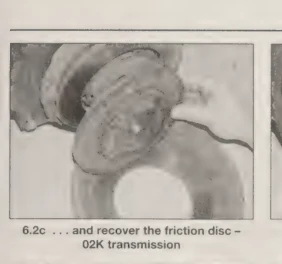 6.2c ... and recover the friction disc –
02K transmission